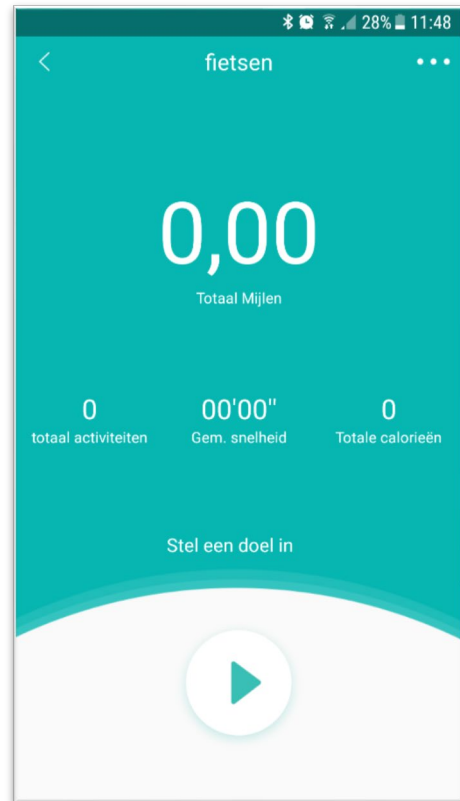 28% 11:48
fietsen
0,00
Totaal Mijlen
0 00'00" 0
totaal activiteiten Gem. snelheid Totale calorieën
Stel een doel in